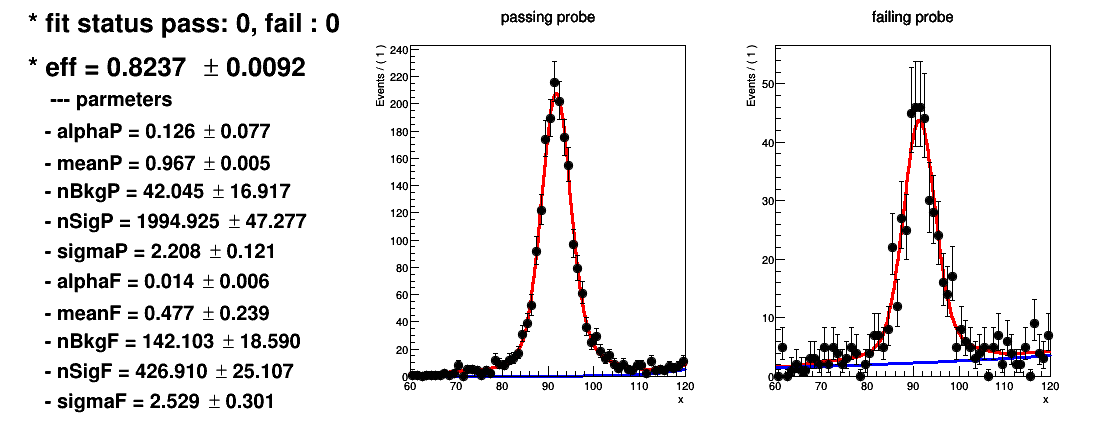 * fit status pass: 0, fail : 0
* eff = 0.8237 ± 0.0092
--- parmeters
- alphaP = 0.126 ± 0.077
- meanP = 0.967 ± 0.005
- nBkgP = 42.045 ± 16.917
- nSigP = 1994.925 ± 47.277
- sigmaP = 2.208 ± 0.121
- alphaF = 0.014 ± 0.006
- meanF = 0.477 ± 0.239
- nBkgF = 142.103 ± 18.590
- nSigF = 426.910 ± 25.107
- sigmaF = 2.529 ± 0.301
passing probe
Events / ( 1 )
240
220
200
180
160
140
120
100
80
60
40
20
0
60 70 80 90 100 110 120
x
failing probe
Events / ( 1 )
50
40
30
20
10
0
60 70 80 90 100 110 120
x